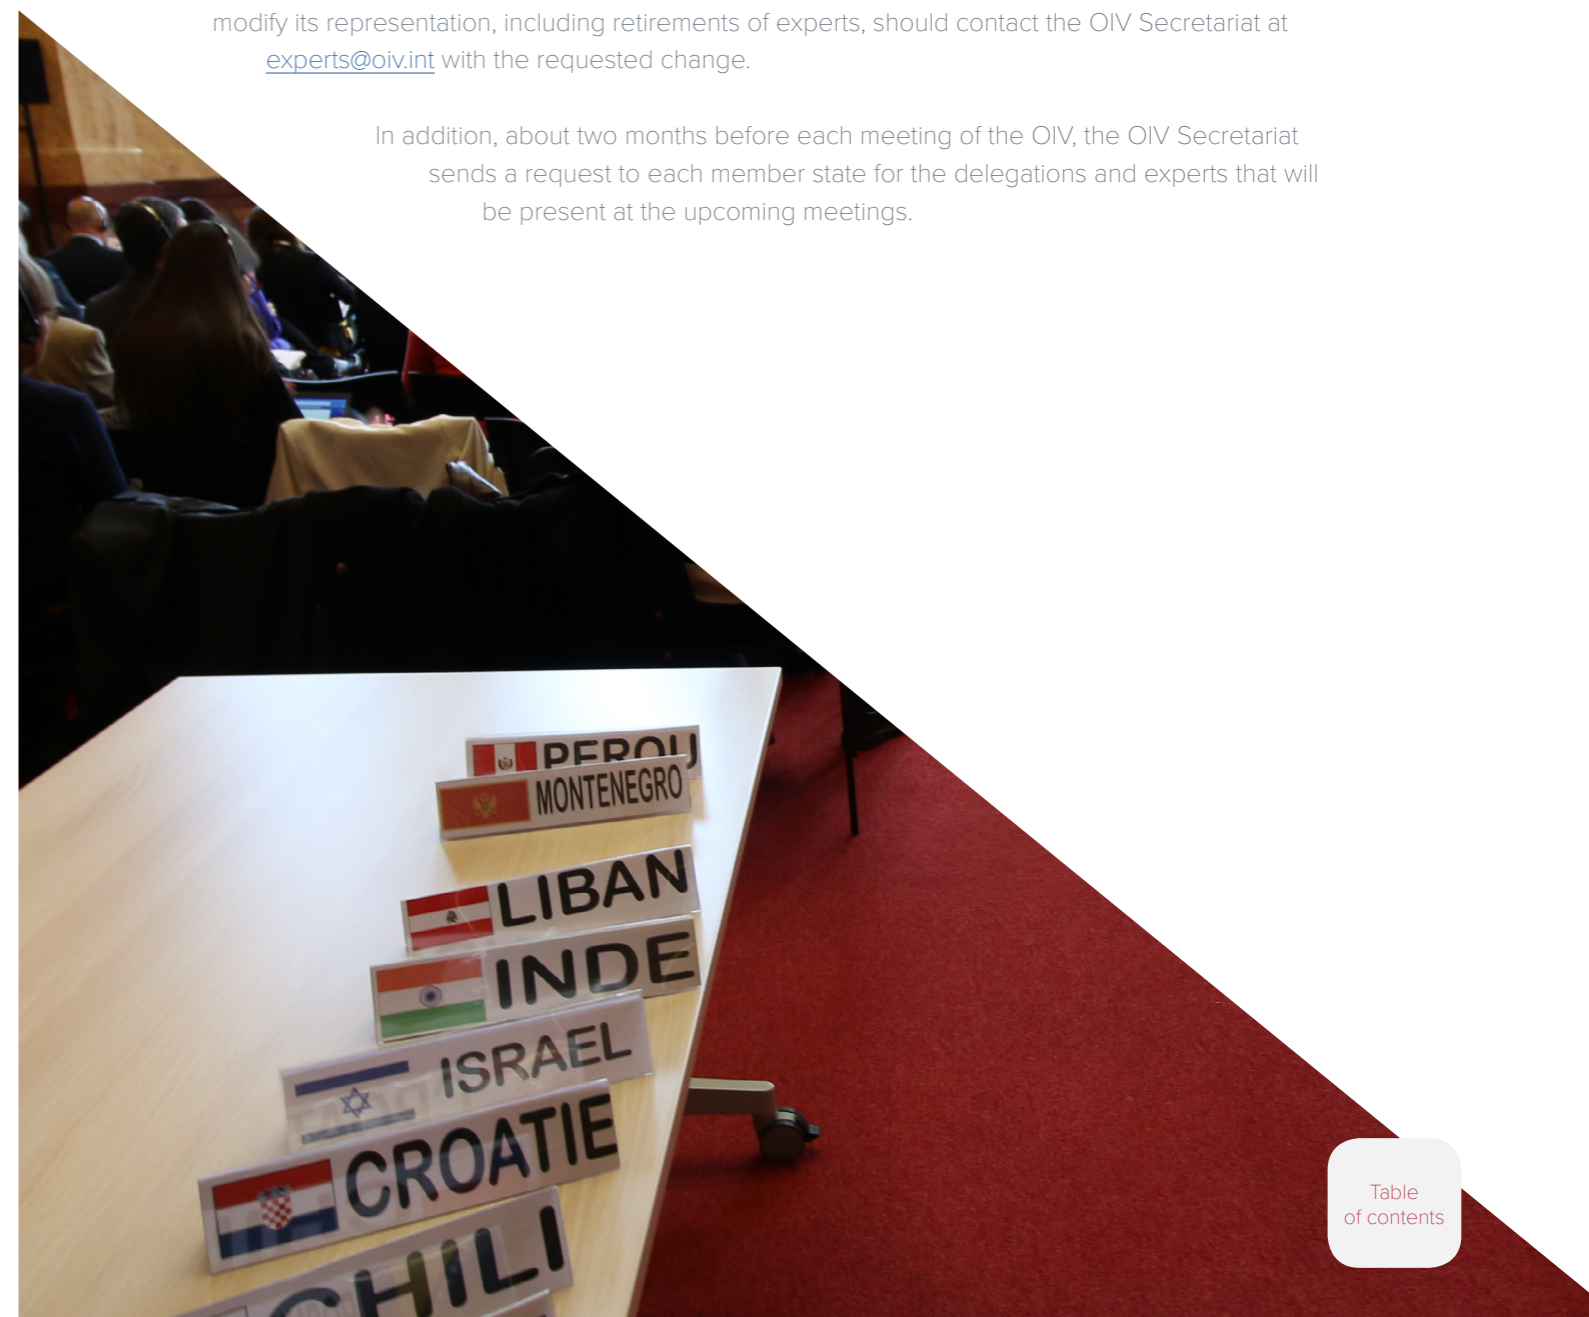 modify its representation, including retirements of experts, should contact the OIV Secretariat at
experts@oiv.int with the requested change.
In addition, about two months before each meeting of the OIV, the OIV Secretariat
sends a request to each member state for the delegations and experts that will
be present at the upcoming meetings.
PEROU
MONTENEGRO
LIBAN
INDE
ISRAEL
CROATIE
CHILI
Table
of contents